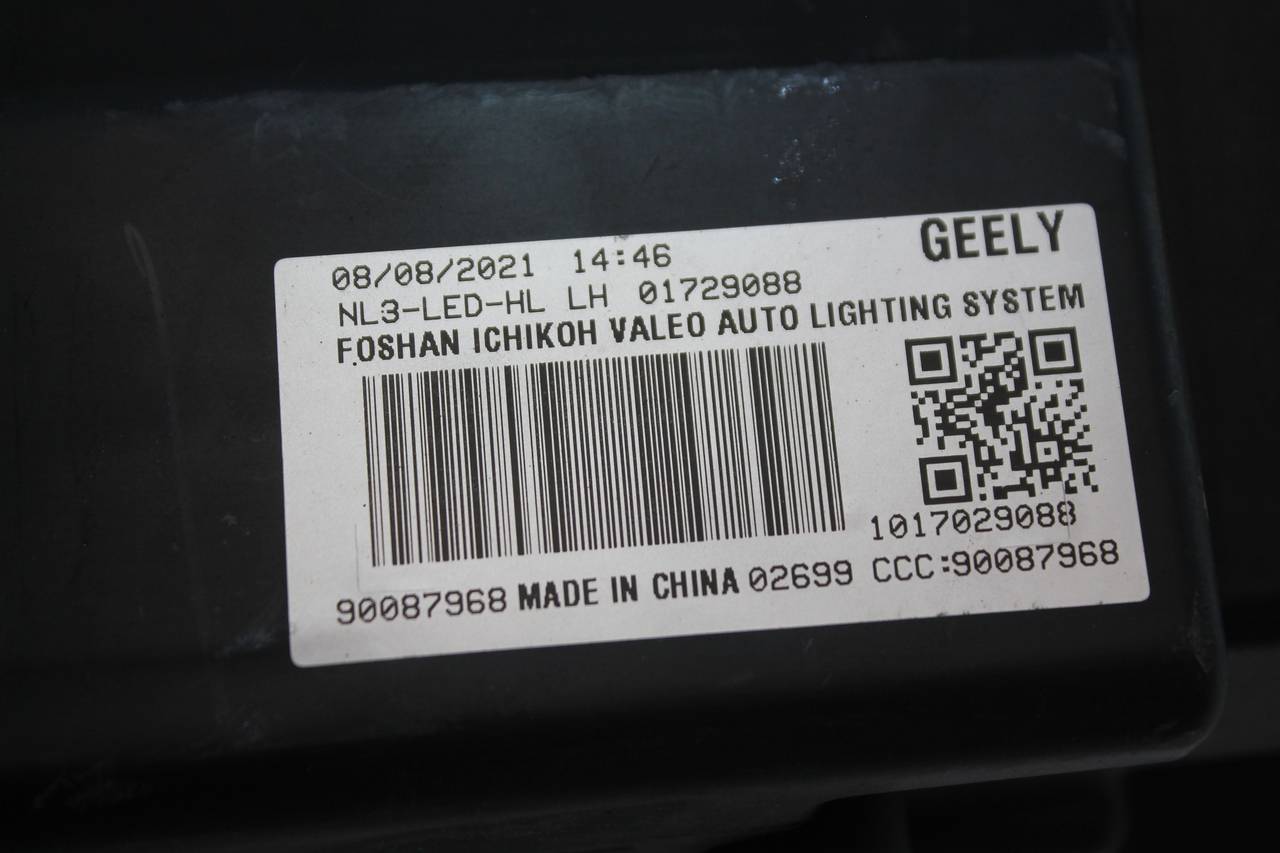 GEELY
08/08/2021 14:46
NL3-LED-HL LH 01729088
FOSHAN ICHIKOH VALEO AUTO LIGHTING SYSTEM
1017029088
90087968 MADE IN CHINA 02699 CCC:90087968